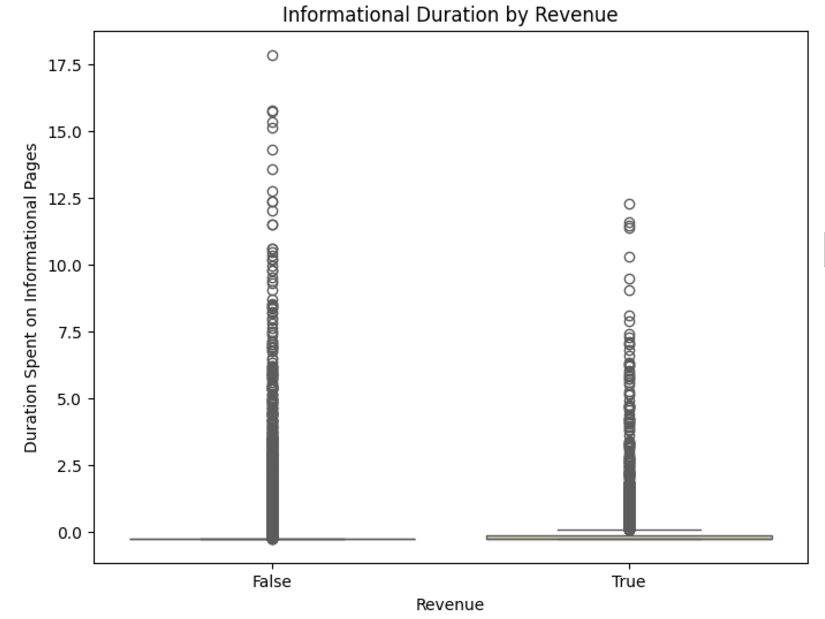 Informational Duration by Revenue
Duration Spent on Informational Pages
17.5
15.0
12.5
10.0
7.5
5.0
2.5
0.0
False
True
Revenue